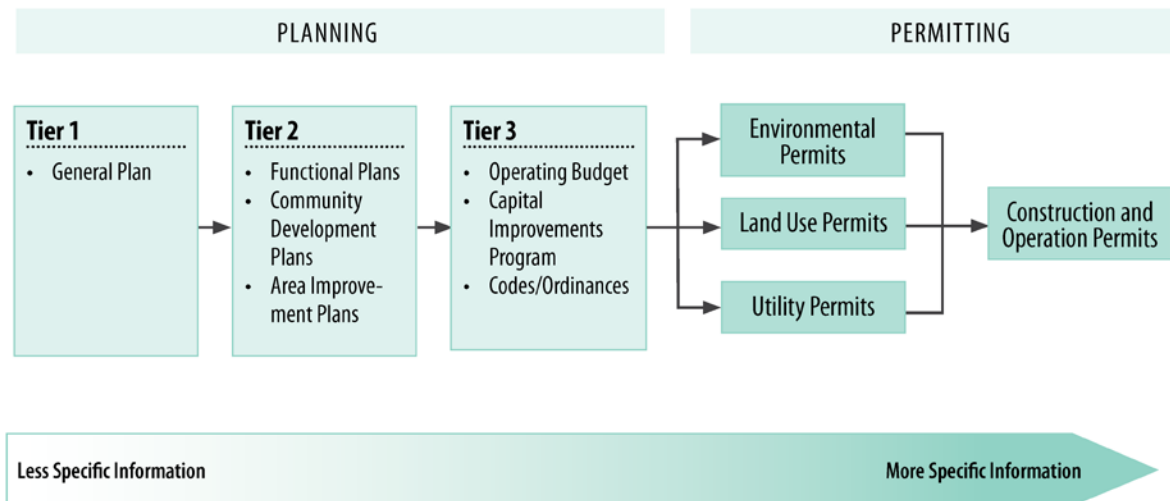 PLANNING
PERMITTING
Tier 1
• General Plan
Tier 2
• Functional Plans
• Community
Development
Plans
• Area Improve-
ment Plans
Tier 3
• Operating Budget
• Capital
Improvements
Program
• Codes/Ordinances
Environmental
Permits
Land Use Permits
Utility Permits
Construction and
Operation Permits
Less Specific Information
More Specific Information